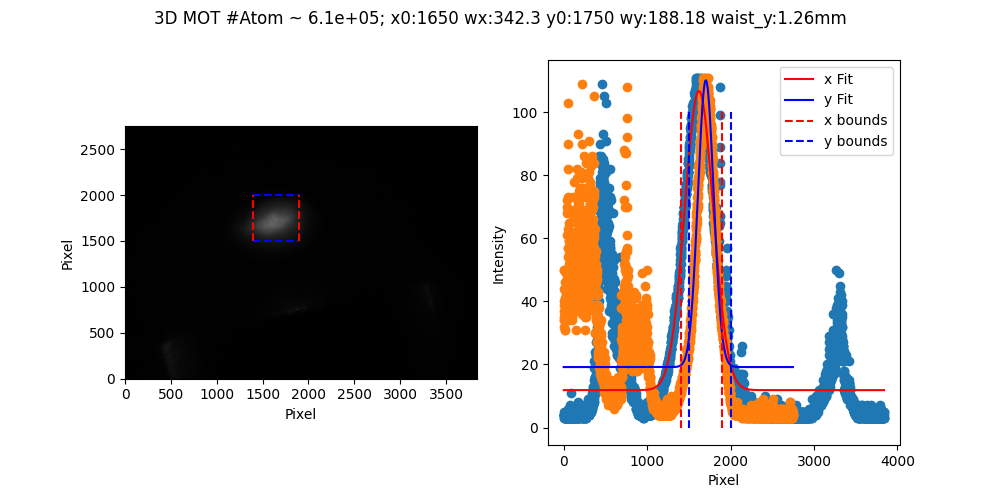 3D MOT #Atom ~ 6.1e+05; x0:1650 wx:342.3 y0:1750 wy:188.18 waist_y:1.26mm
2500
2000
1500
1000
500
0
Pixel
0 500 1000 1500 2000 2500 3000 3500
Pixel
100
80
60
40
20
0
Intensity
0 1000 2000 3000 4000
Pixel
x Fit
y Fit
x bounds
y bounds